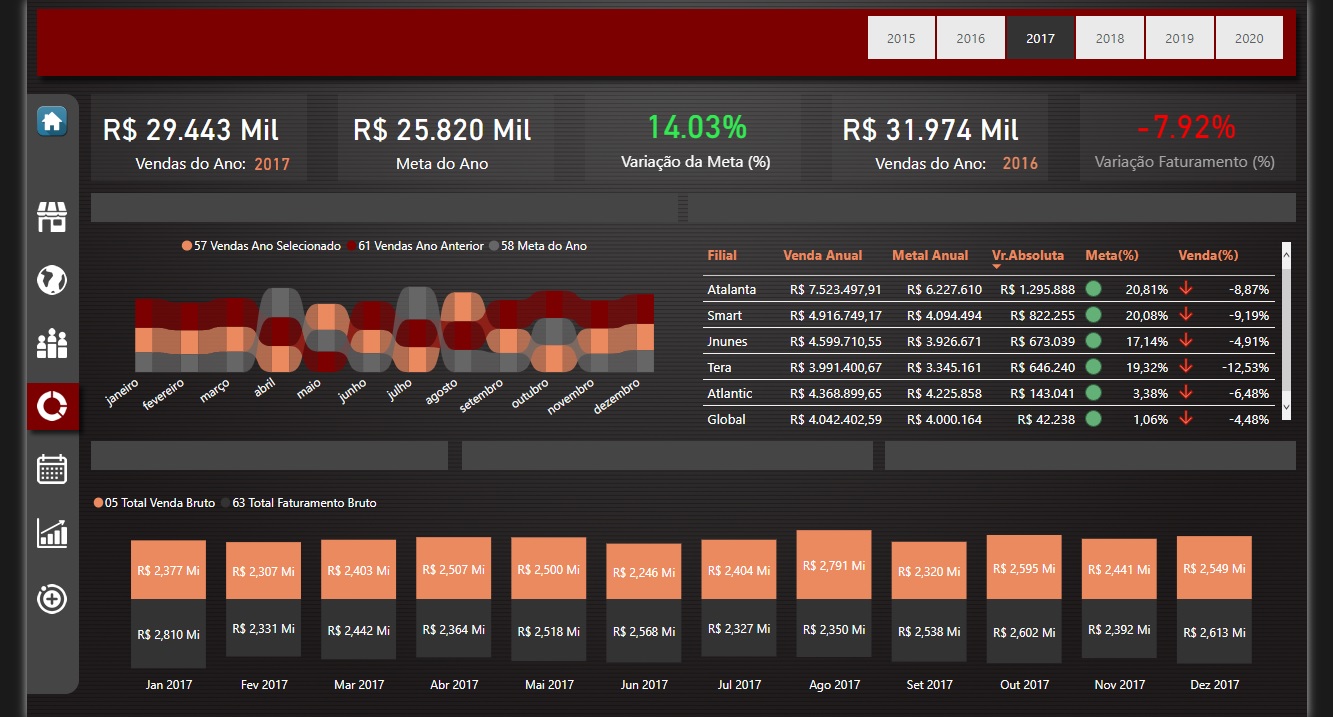 2015 2016 2017 2018 2019 2020
R$ 29.443 Mil
Vendas do Ano: 2017
R$ 25.820 Mil
Meta do Ano
14.03%
Variação da Meta (%)
R$ 31.974 Mil
Vendas do Ano: 2016
-7.92%
Variação Faturamento (%)
57 Vendas Ano Selecionado 61 Vendas Ano Anterior 58 Meta do Ano
janeiro fevereiro março abril maio junho julho agosto setembro outubro novembro dezembro
Filial Venda Anual Metal Anual Vr.Absoluta Meta(%) Venda(%)
Atalanta R$ 7.523.497,91 R$ 6.227.610 R$ 1.295.888 20,81% -8,87%
Smart R$ 4.916.749,17 R$ 4.094.494 R$ 822.255 20,08% -9,19%
Jnunes R$ 4.599.710,55 R$ 3.926.671 R$ 673.039 17,14% -4,91%
Tera R$ 3.991.400,67 R$ 3.345.161 R$ 646.240 19,32% -12,53%
Atlantic R$ 4.368.899,65 R$ 4.225.858 R$ 143.041 3,38% -6,48%
Global R$ 4.042.402,59 R$ 4.000.164 R$ 42.238 1,06% -4,48%
05 Total Venda Bruto 63 Total Faturamento Bruto
R$ 2,377 Mi R$ 2,307 Mi R$ 2,403 Mi R$ 2,507 Mi R$ 2,500 Mi R$ 2,246 Mi R$ 2,404 Mi R$ 2,791 Mi R$ 2,320 Mi R$ 2,595 Mi R$ 2,441 Mi R$ 2,549 Mi
R$ 2,810 Mi R$ 2,331 Mi R$ 2,442 Mi R$ 2,364 Mi R$ 2,518 Mi R$ 2,568 Mi R$ 2,327 Mi R$ 2,350 Mi R$ 2,538 Mi R$ 2,602 Mi R$ 2,392 Mi R$ 2,613 Mi
Jan 2017 Fev 2017 Mar 2017 Abr 2017 Mai 2017 Jun 2017 Jul 2017 Ago 2017 Set 2017 Out 2017 Nov 2017 Dez 2017